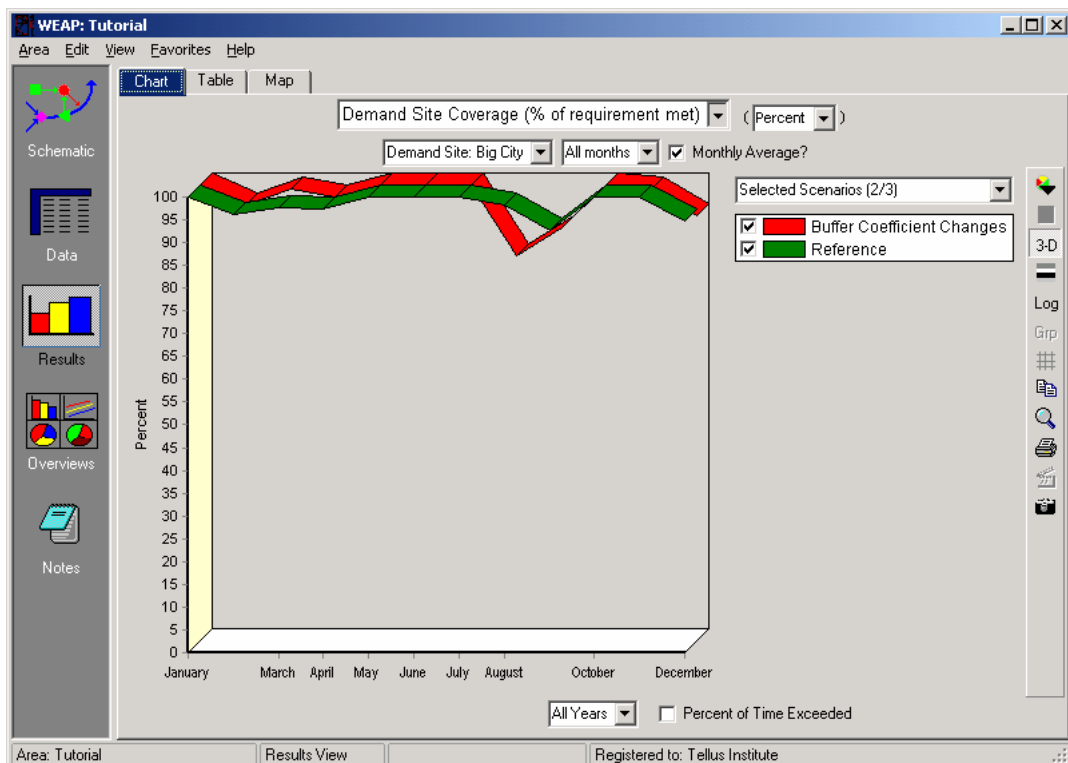 WEAP: Tutorial
Area Edit View Favorites Help
Schematic
Data
Results
Overviews
Notes
Chart Table Map
Demand Site Coverage (% of requirement met) ( Percent )
Demand Site: Big City All months Monthly Average?
Selected Scenarios (2/3)
Buffer Coefficient Changes
Reference
3-D
Log
Grp
Percent
100
95
90
85
80
75
70
65
60
55
50
45
40
35
30
25
20
15
10
5
0
January March April May June July August October December
All Years Percent of Time Exceeded
Area: Tutorial Results View Registered to: Tellus Institute